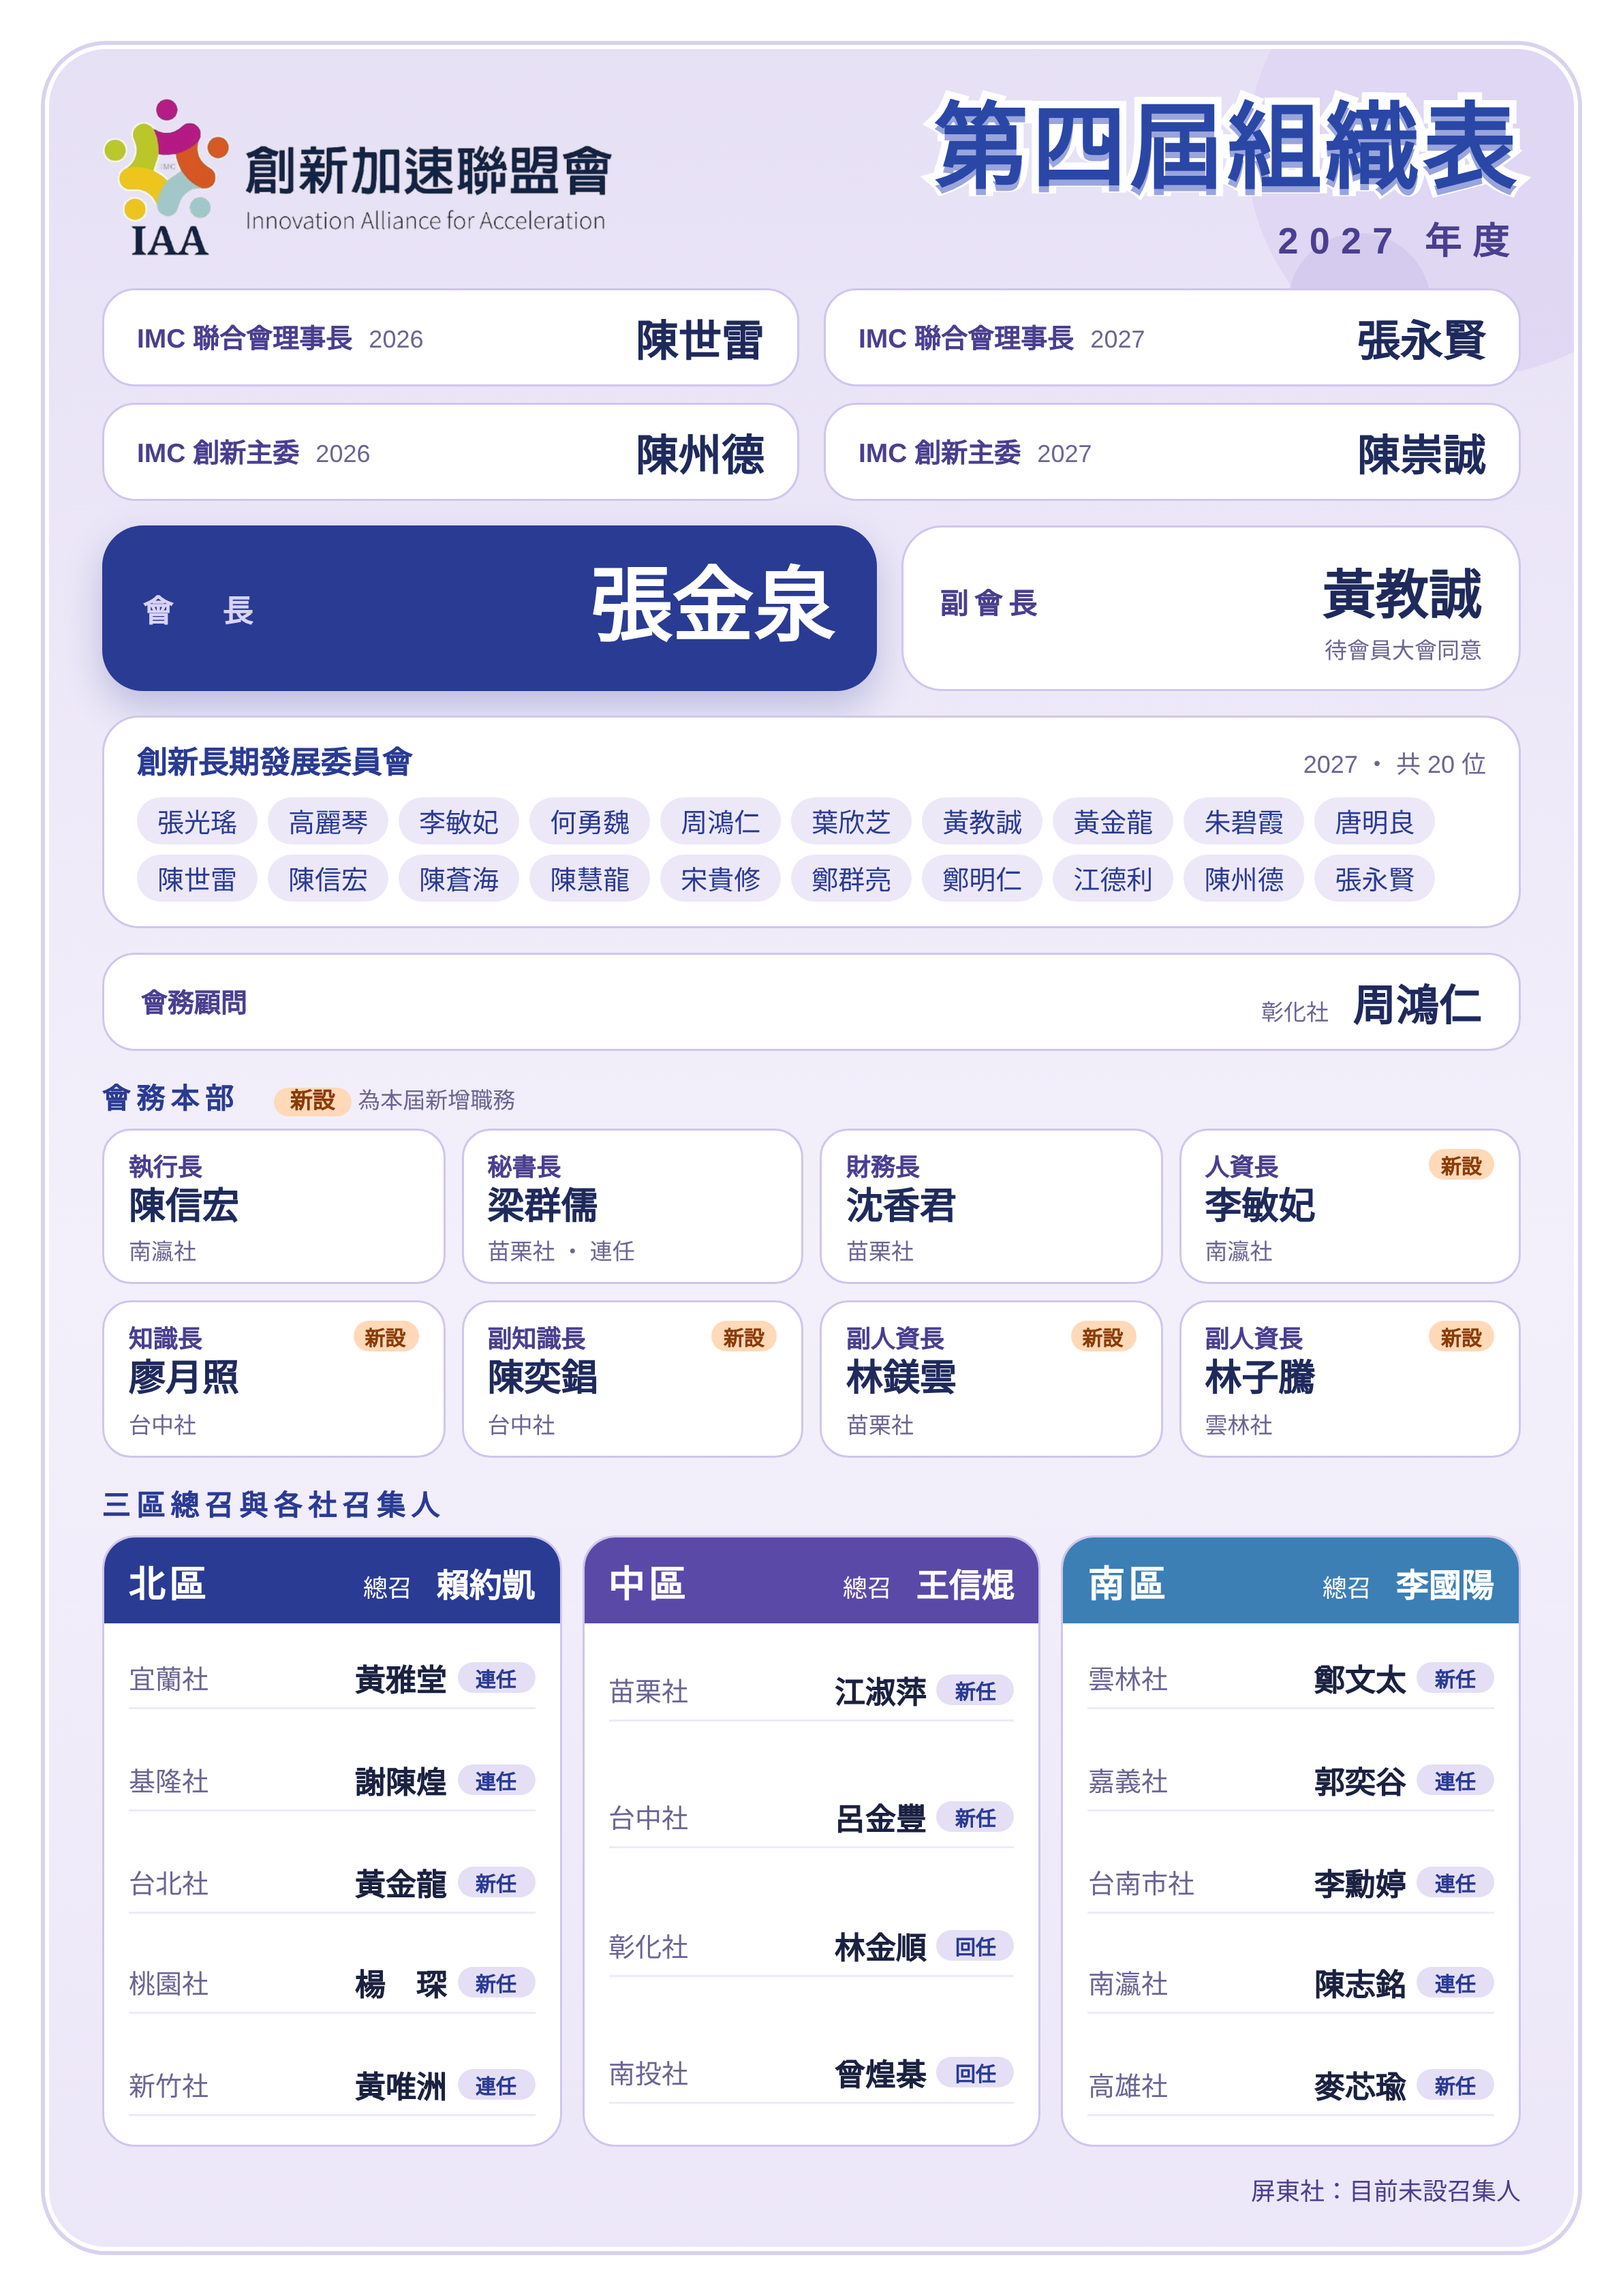 第四屆組織表
2027 年度
IMC
IAA
創新加速聯盟會
Innovation Alliance for Acceleration
IMC 聯合會理事長 2026 陳世雷
IMC 聯合會理事長 2027 張永賢
IMC 創新主委 2026 陳州德
IMC 創新主委 2027 陳崇誠
會 長 張金泉
副會長 黃教誠
待會員大會同意
創新長期發展委員會 2027 ・ 共 20 位
張光瑤 高麗琴 李敏妃 何勇魏 周鴻仁 葉欣芝 黃教誠 黃金龍 朱碧霞 唐明良
陳世雷 陳信宏 陳蒼海 陳慧龍 宋貴修 鄭群亮 鄭明仁 江德利 陳州德 張永賢
會務顧問 彰化社 周鴻仁
會務本部 新設 為本屆新增職務
執行長
陳信宏
南瀛社
秘書長
梁群儒
苗栗社 ・ 連任
財務長
沈香君
苗栗社
人資長 新設
李敏妃
南瀛社
知識長 新設
廖月照
台中社
副知識長 新設
陳奕錩
台中社
副人資長 新設
林鎂雲
苗栗社
副人資長 新設
林子騰
雲林社
三區總召與各社召集人
北區 總召 賴約凱
宜蘭社 黃雅堂 連任
基隆社 謝陳煌 連任
台北社 黃金龍 新任
桃園社 楊 琛 新任
新竹社 黃唯洲 連任
中區 總召 王信焜
苗栗社 江淑萍 新任
台中社 呂金豐 新任
彰化社 林金順 回任
南投社 曾煌棊 回任
南區 總召 李國陽
雲林社 鄭文太 新任
嘉義社 郭奕谷 連任
台南市社 李勳婷 連任
南瀛社 陳志銘 連任
高雄社 麥芯瑜 新任
屏東社：目前未設召集人